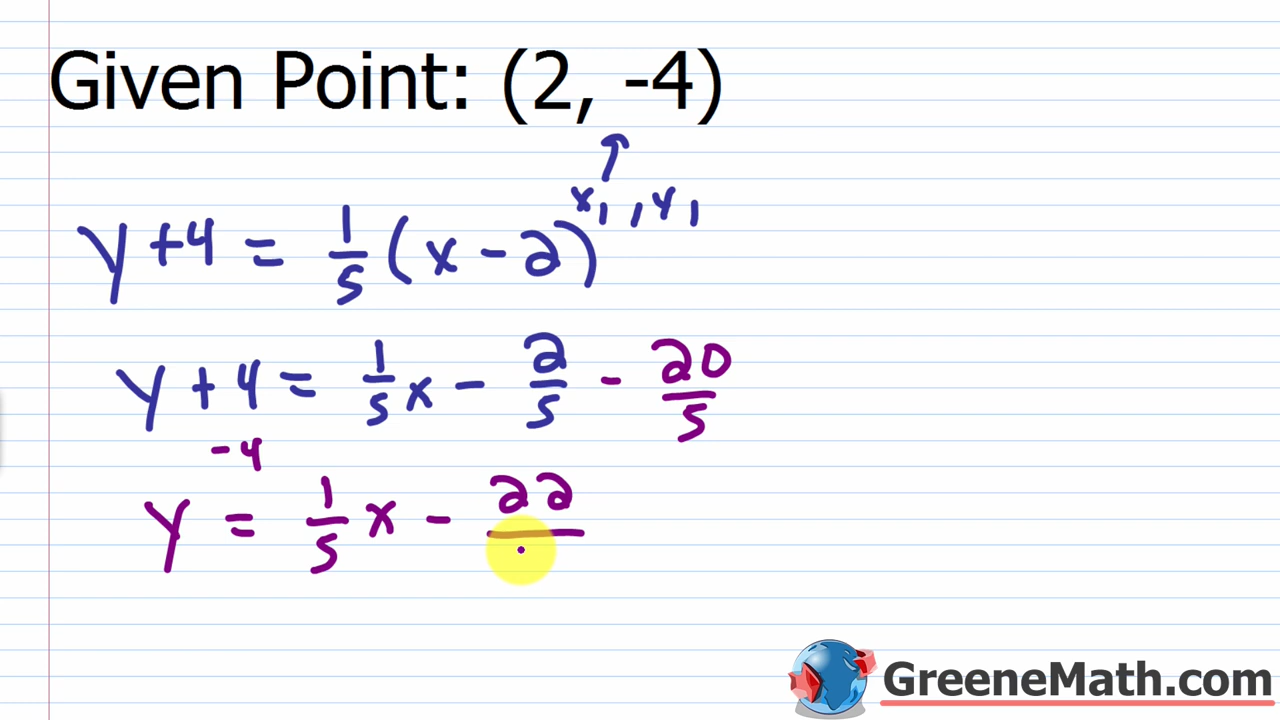 Given Point: (2, -4)
x₁, y₁
y + 4 = 1/5 (x - 2)
y + 4 = 1/5 x - 2/5 - 20/5
-4
y = 1/5 x - 22/
GreeneMath.com